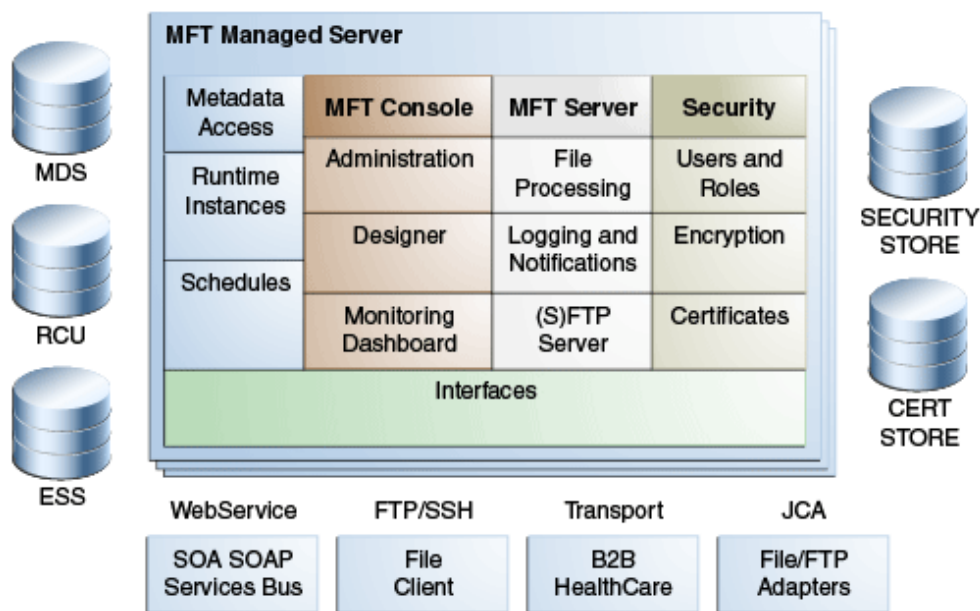 MFT Managed Server
Metadata
Access
Runtime
Instances
Schedules
MFT Console
Administration
Designer
Monitoring
Dashboard
MFT Server
File
Processing
Logging and
Notifications
(S)FTP
Server
Security
Users and
Roles
Encryption
Certificates
Interfaces
MDS
RCU
ESS
SECURITY
STORE
CERT
STORE
WebService
SOA SOAP
Services Bus
FTP/SSH
File
Client
Transport
B2B
HealthCare
JCA
File/FTP
Adapters